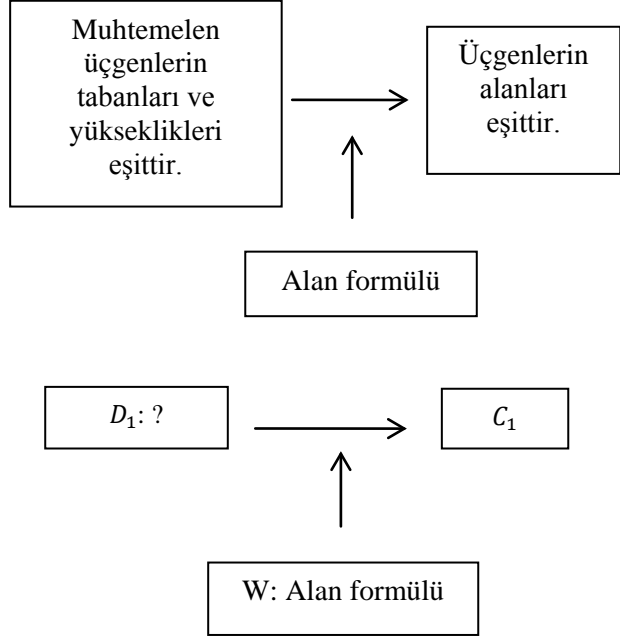 Muhtemelen
üçgenlerin
tabanları ve
yükseklikleri
eşittir.
Üçgenlerin
alanları
eşittir.
Alan formülü
D₁: ?
C₁
W: Alan formülü